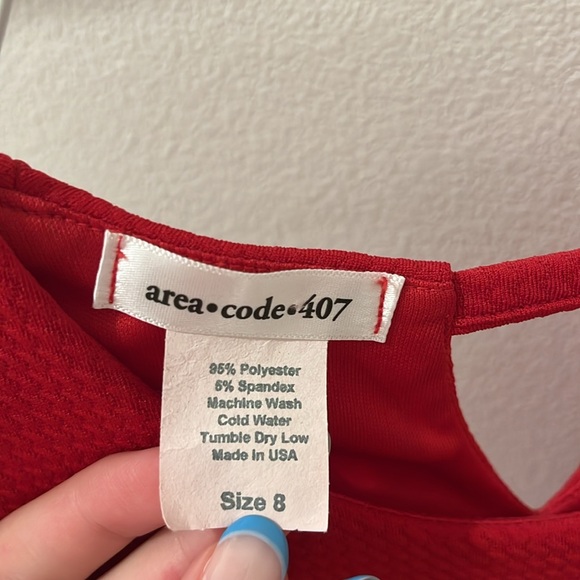 area•code•407
95% Polyester
5% Spandex
Machine Wash
Cold Water
Tumble Dry Low
Made In USA
Size 8